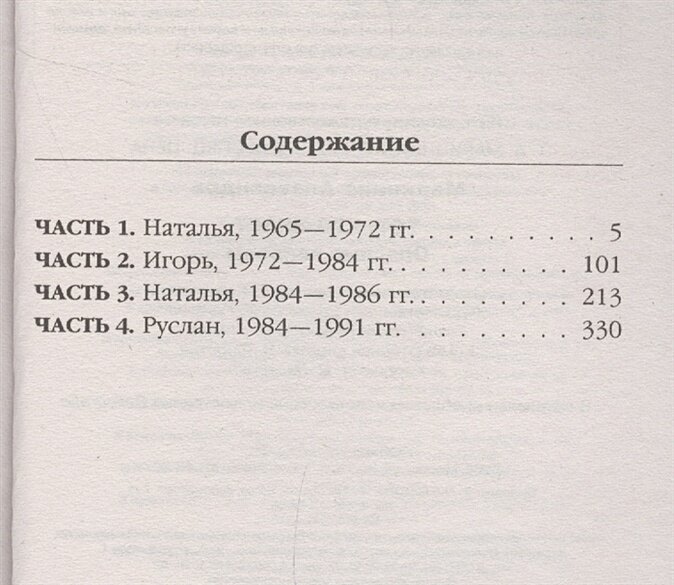 Содержание
ЧАСТЬ 1. Наталья, 1965—1972 гг. . . . . . . . . . . 5
ЧАСТЬ 2. Игорь, 1972—1984 гг. . . . . . . . . . . 101
ЧАСТЬ 3. Наталья, 1984—1986 гг. . . . . . . . . . 213
ЧАСТЬ 4. Руслан, 1984—1991 гг. . . . . . . . . . 330